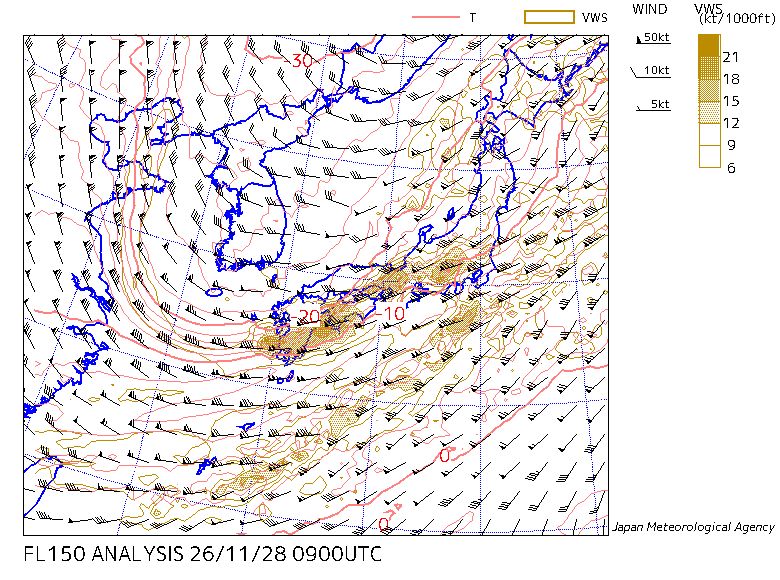 T VWS WIND VWS
(kt/1000ft)
50kt
10kt
5kt
21
18
15
12
9
6
-30
20
-10
0
0
Japan Meteorological Agency
FL150 ANALYSIS 26/11/28 0900UTC